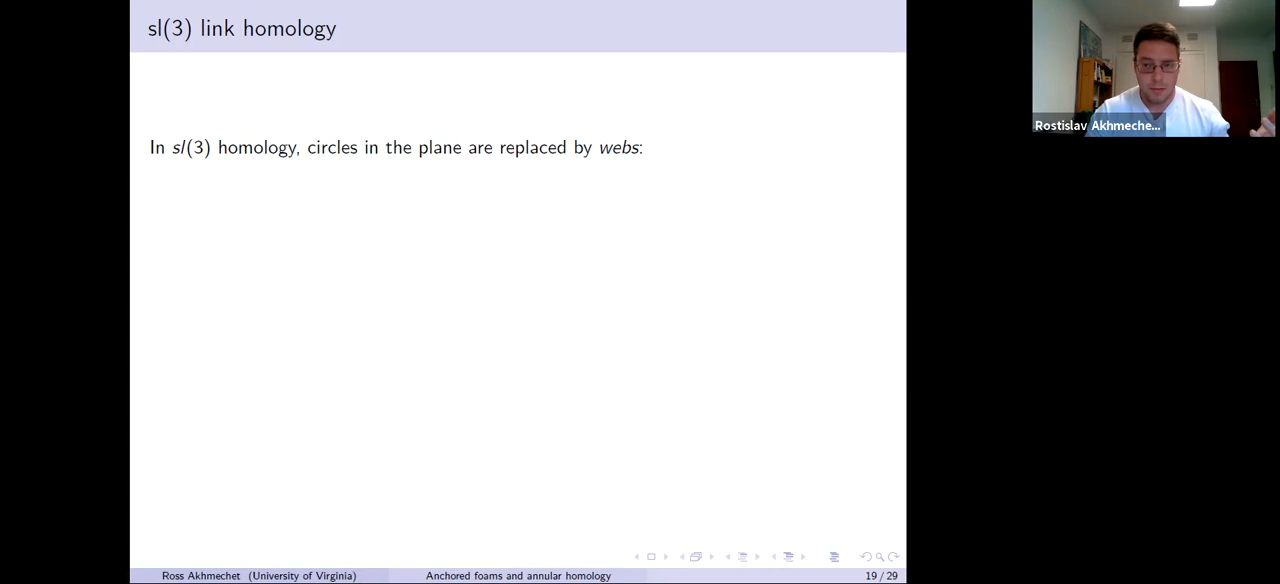 sl(3) link homology
Rostislav Akhmeche...
In sl(3) homology, circles in the plane are replaced by webs:
Ross Akhmechet (University of Virginia) Anchored foams and annular homology 19 / 29